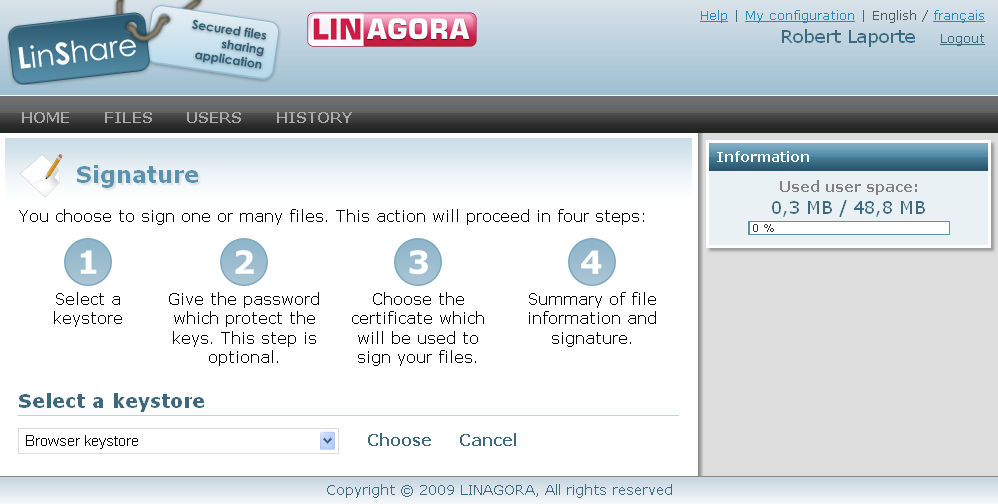 LinShare
Secured files
sharing
application
LINAGORA
Help | My configuration | English / français
Robert Laporte Logout
HOME FILES USERS HISTORY
Signature
You choose to sign one or many files. This action will proceed in four steps:
1 2 3 4
Select a
keystore
Give the password
which protect the
keys. This step is
optional.
Choose the
certificate which
will be used to
sign your files.
Summary of file
information and
signature.
Select a keystore
Browser keystore Choose Cancel
Information
Used user space:
0,3 MB / 48,8 MB
0 %
Copyright © 2009 LINAGORA, All rights reserved